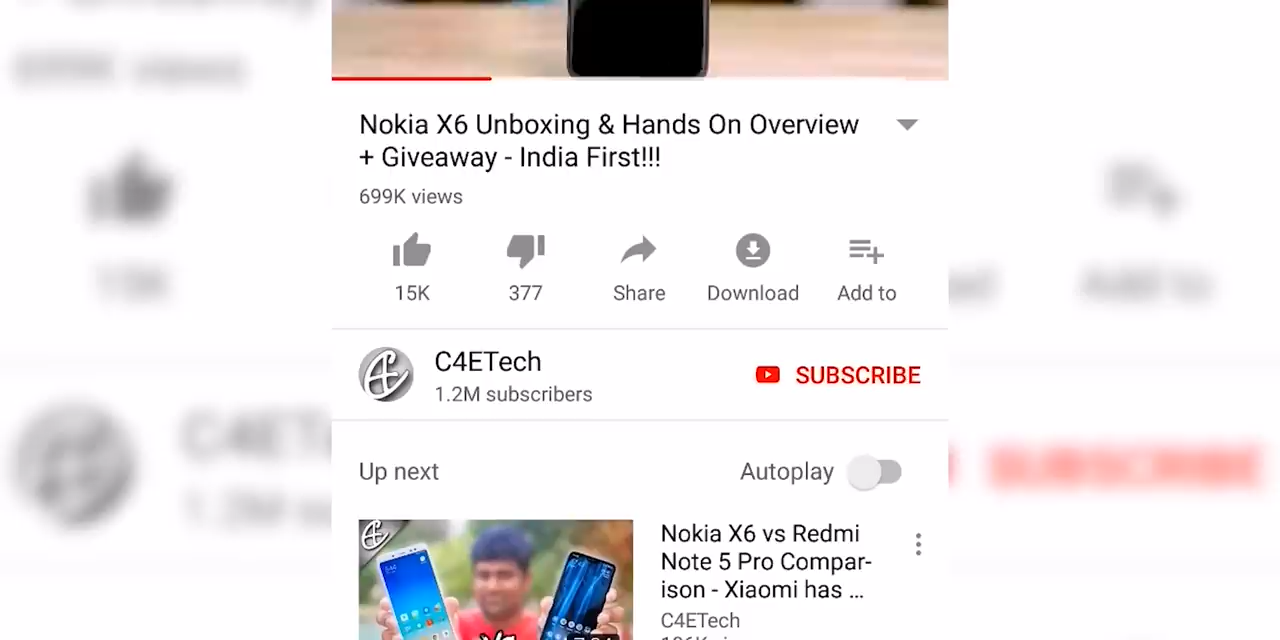 Nokia X6 Unboxing & Hands On Overview
+ Giveaway - India First!!!
699K views
15K
377
Share
Download
Add to
C4ETech
1.2M subscribers
SUBSCRIBE
Up next
Autoplay
Nokia X6 vs Redmi
Note 5 Pro Compar-
ison - Xiaomi has ...
C4ETech